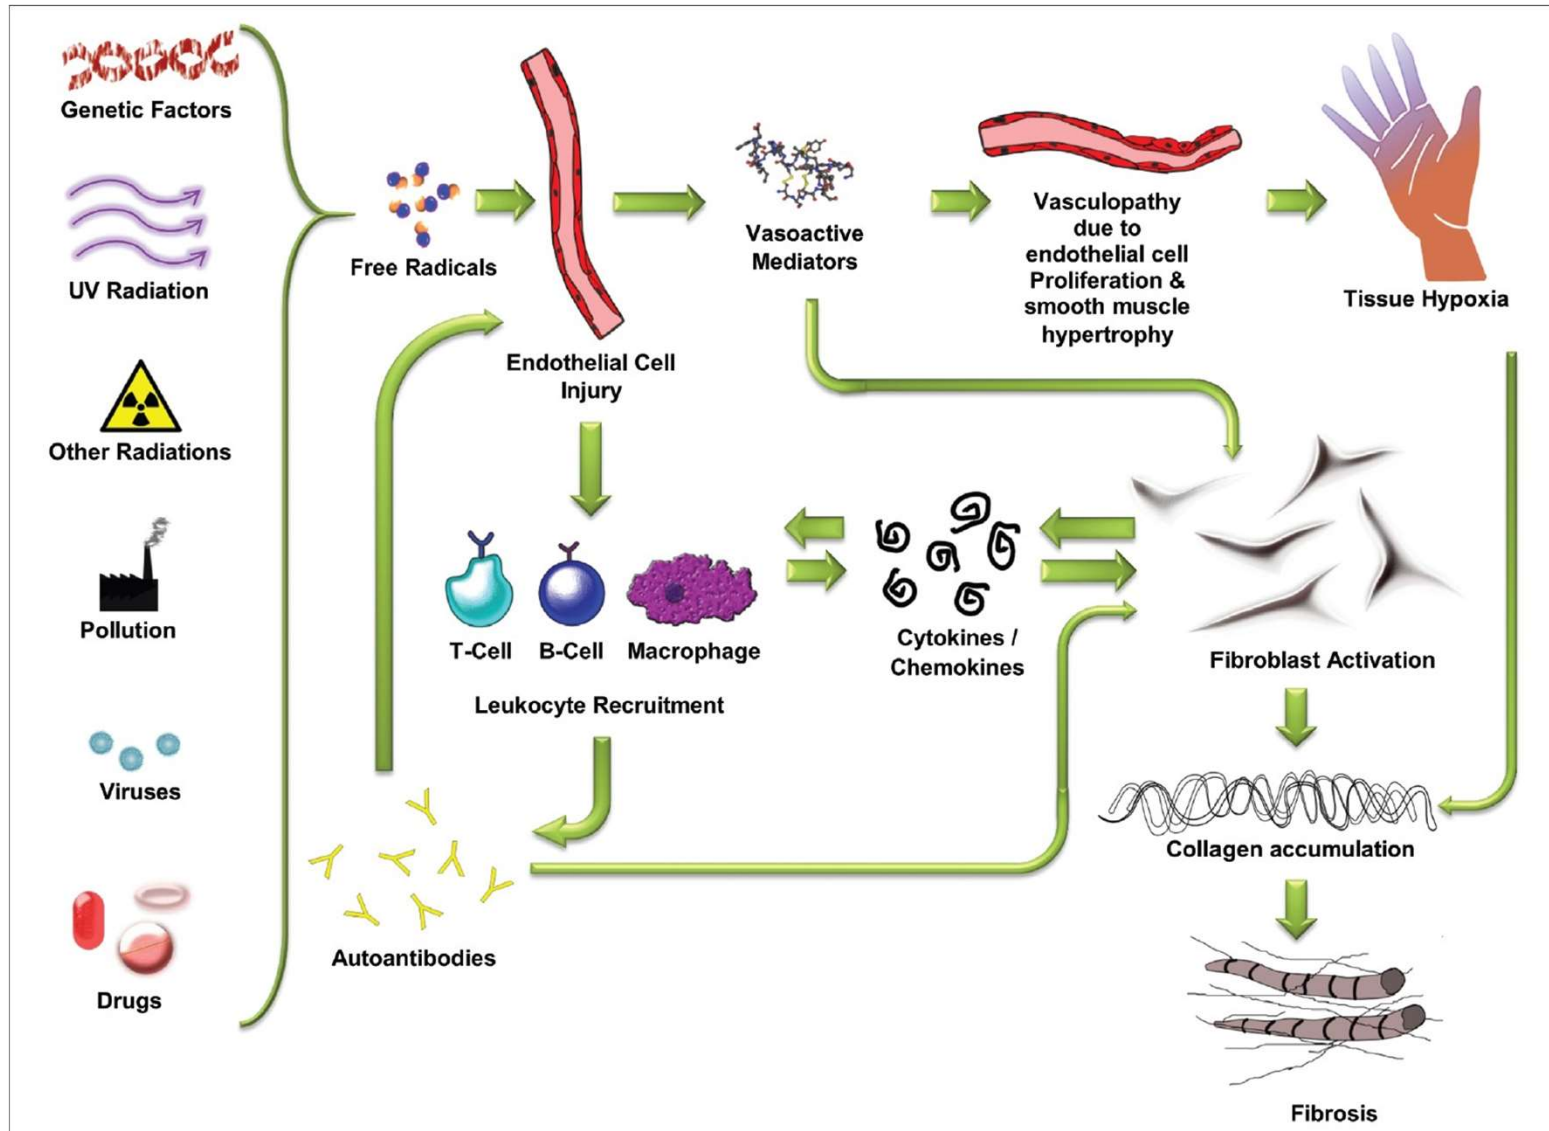 Genetic Factors
UV Radiation
Other Radiations
Pollution
Viruses
Drugs
Free Radicals
Endothelial Cell
Injury
Vasoactive
Mediators
Vasculopathy
due to
endothelial cell
Proliferation &
smooth muscle
hypertrophy
Tissue Hypoxia
T-Cell
B-Cell
Macrophage
Leukocyte Recruitment
Cytokines /
Chemokines
Fibroblast Activation
Autoantibodies
Collagen accumulation
Fibrosis